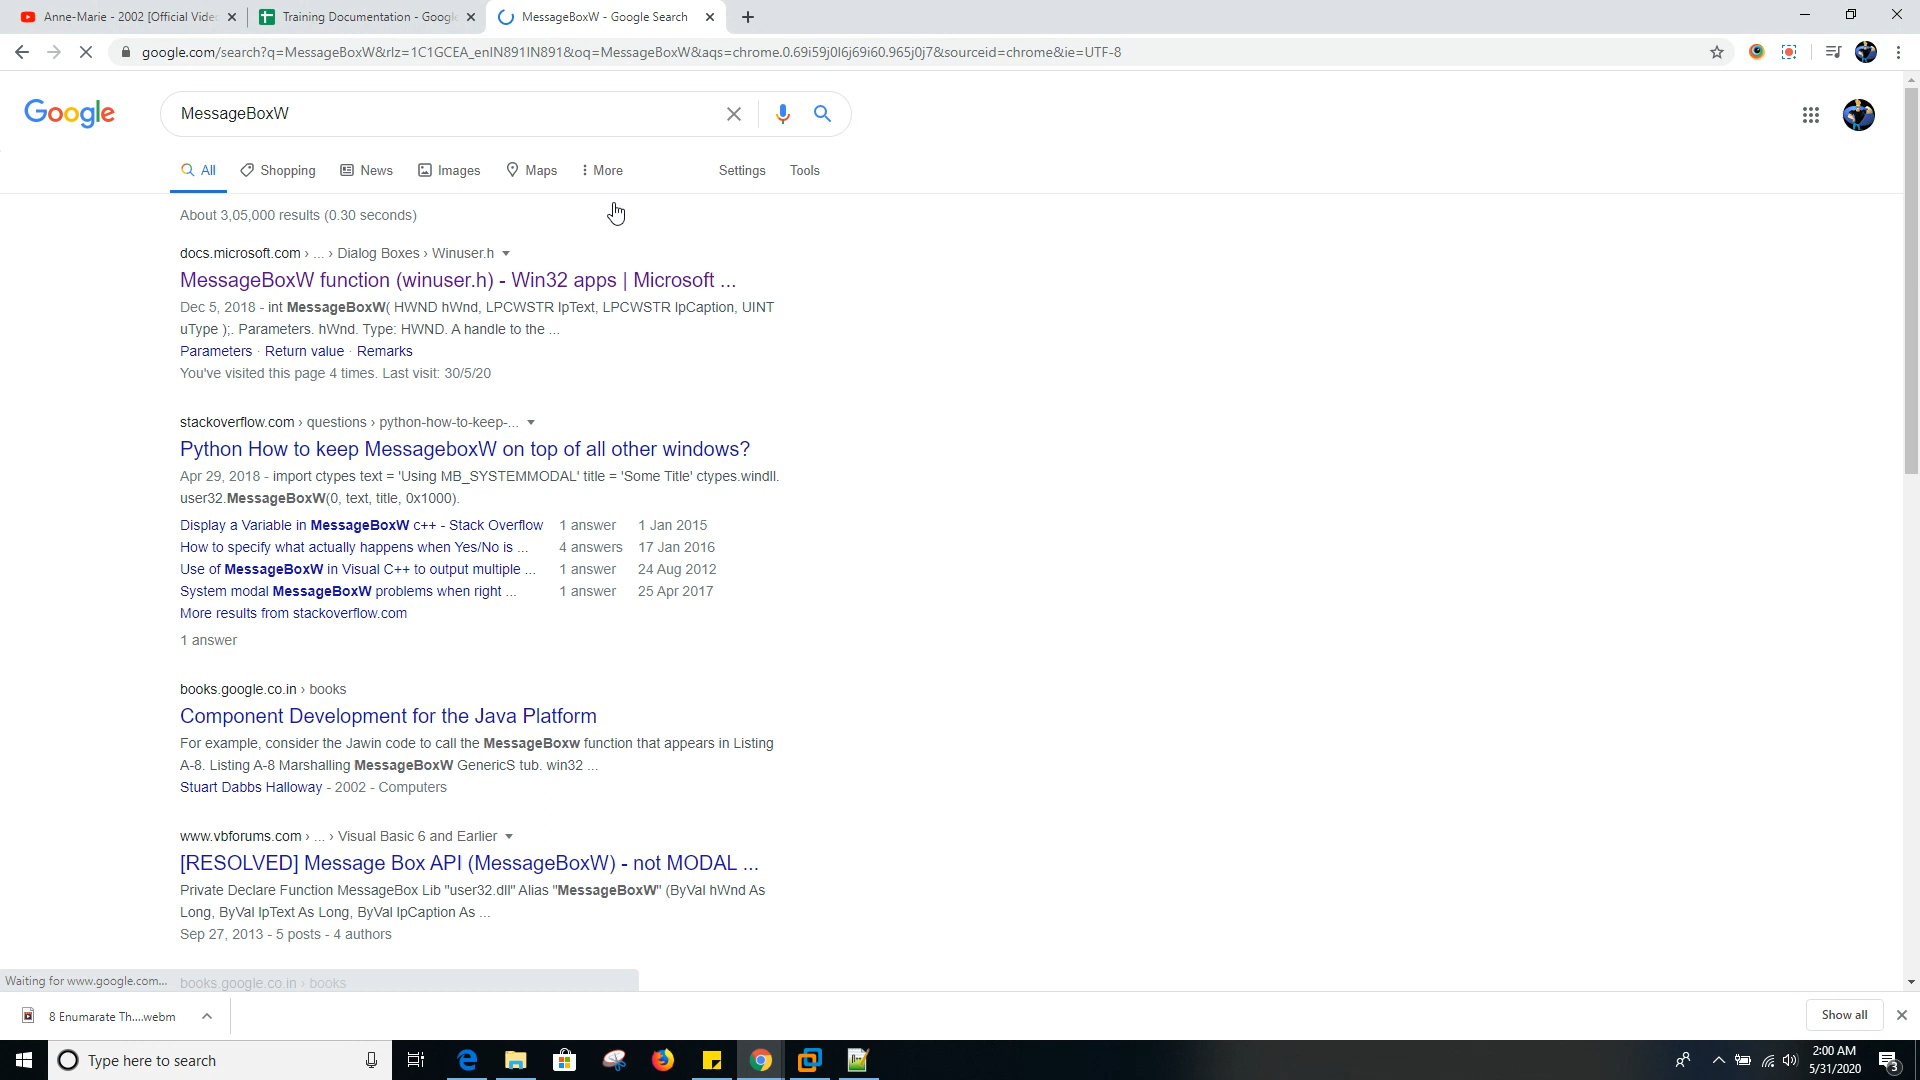 Anne-Marie - 2002 [Official Vide
Training Documentation - Google
MessageBoxW - Google Search
google.com/search?q=MessageBoxW&rlz=1C1GCEA_enIN891IN891&oq=MessageBoxW&aqs=chrome.0.69i59j0l6j69i60.965j0j7&sourceid=chrome&ie=UTF-8
Google
MessageBoxW
All Shopping News Images Maps More Settings Tools
About 3,05,000 results (0.30 seconds)
docs.microsoft.com › ... › Dialog Boxes › Winuser.h
MessageBoxW function (winuser.h) - Win32 apps | Microsoft ...
Dec 5, 2018 - int MessageBoxW( HWND hWnd, LPCWSTR lpText, LPCWSTR lpCaption, UINT
uType );. Parameters. hWnd. Type: HWND. A handle to the ...
Parameters · Return value · Remarks
You've visited this page 4 times. Last visit: 30/5/20
stackoverflow.com › questions › python-how-to-keep-...
Python How to keep MessageboxW on top of all other windows?
Apr 29, 2018 - import ctypes text = 'Using MB_SYSTEMMODAL' title = 'Some Title' ctypes.windll.
user32.MessageBoxW(0, text, title, 0x1000).
Display a Variable in MessageBoxW c++ - Stack Overflow 1 answer 1 Jan 2015
How to specify what actually happens when Yes/No is ... 4 answers 17 Jan 2016
Use of MessageBoxW in Visual C++ to output multiple ... 1 answer 24 Aug 2012
System modal MessageBoxW problems when right ... 1 answer 25 Apr 2017
More results from stackoverflow.com
1 answer
books.google.co.in › books
Component Development for the Java Platform
For example, consider the Jawin code to call the MessageBoxw function that appears in Listing
A-8. Listing A-8 Marshalling MessageBoxW GenericS tub. win32 ...
Stuart Dabbs Halloway - 2002 - Computers
www.vbforums.com › ... › Visual Basic 6 and Earlier
[RESOLVED] Message Box API (MessageBoxW) - not MODAL ...
Private Declare Function MessageBox Lib "user32.dll" Alias "MessageBoxW" (ByVal hWnd As
Long, ByVal lpText As Long, ByVal lpCaption As ...
Sep 27, 2013 - 5 posts - 4 authors
Waiting for www.google.com...
books.google.co.in › books
8 Enumarate Th....webm
Show all
Type here to search
2:00 AM
5/31/2020
3